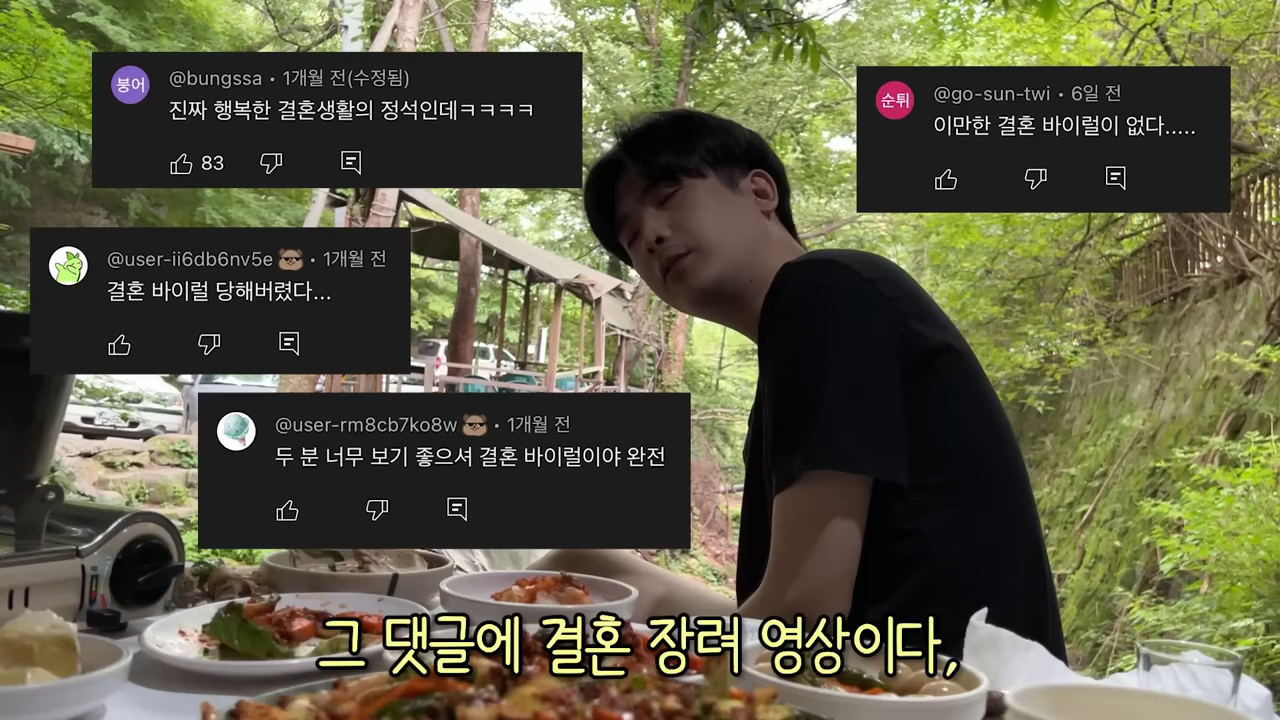 붕어
@bungssa • 1개월 전(수정됨)
진짜 행복한 결혼생활의 정석인데ㅋㅋㅋㅋ
83
순튀
@go-sun-twi • 6일 전
이만한 결혼 바이럴이 없다.....
@user-ii6db6nv5e • 1개월 전
결혼 바이럴 당해버렸다...
@user-rm8cb7ko8w • 1개월 전
두 분 너무 보기 좋으셔 결혼 바이럴이야 완전
그 댓글에 결혼 장려 영상이다,